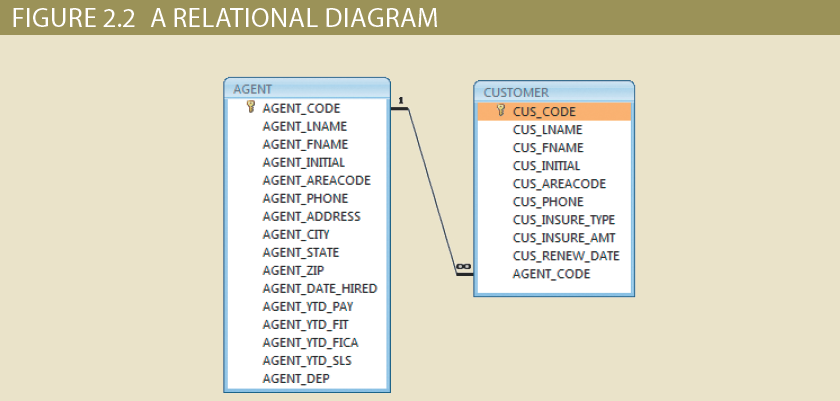 FIGURE 2.2 A RELATIONAL DIAGRAM
AGENT
AGENT_CODE
AGENT_LNAME
AGENT_FNAME
AGENT_INITIAL
AGENT_AREACODE
AGENT_PHONE
AGENT_ADDRESS
AGENT_CITY
AGENT_STATE
AGENT_ZIP
AGENT_DATE_HIRED
AGENT_YTD_PAY
AGENT_YTD_FIT
AGENT_YTD_FICA
AGENT_YTD_SLS
AGENT_DEP
1
∞
CUSTOMER
CUS_CODE
CUS_LNAME
CUS_FNAME
CUS_INITIAL
CUS_AREACODE
CUS_PHONE
CUS_INSURE_TYPE
CUS_INSURE_AMT
CUS_RENEW_DATE
AGENT_CODE